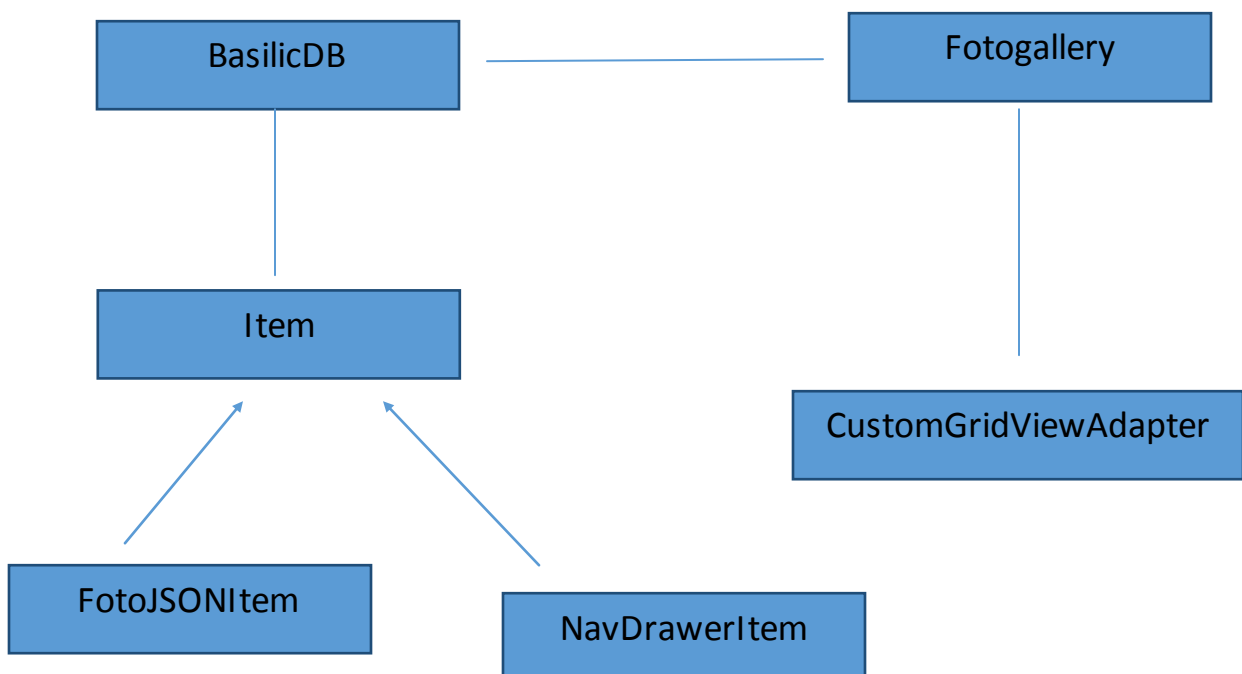 BasilicDB
Fotogallery
Item
CustomGridViewAdapter
FotoJSONItem
NavDrawerItem